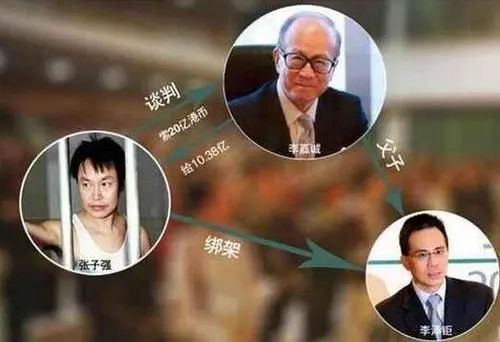 谈判
索20亿港币
给10.38亿
李嘉诚
父子
张子强
绑架
李泽钜
20